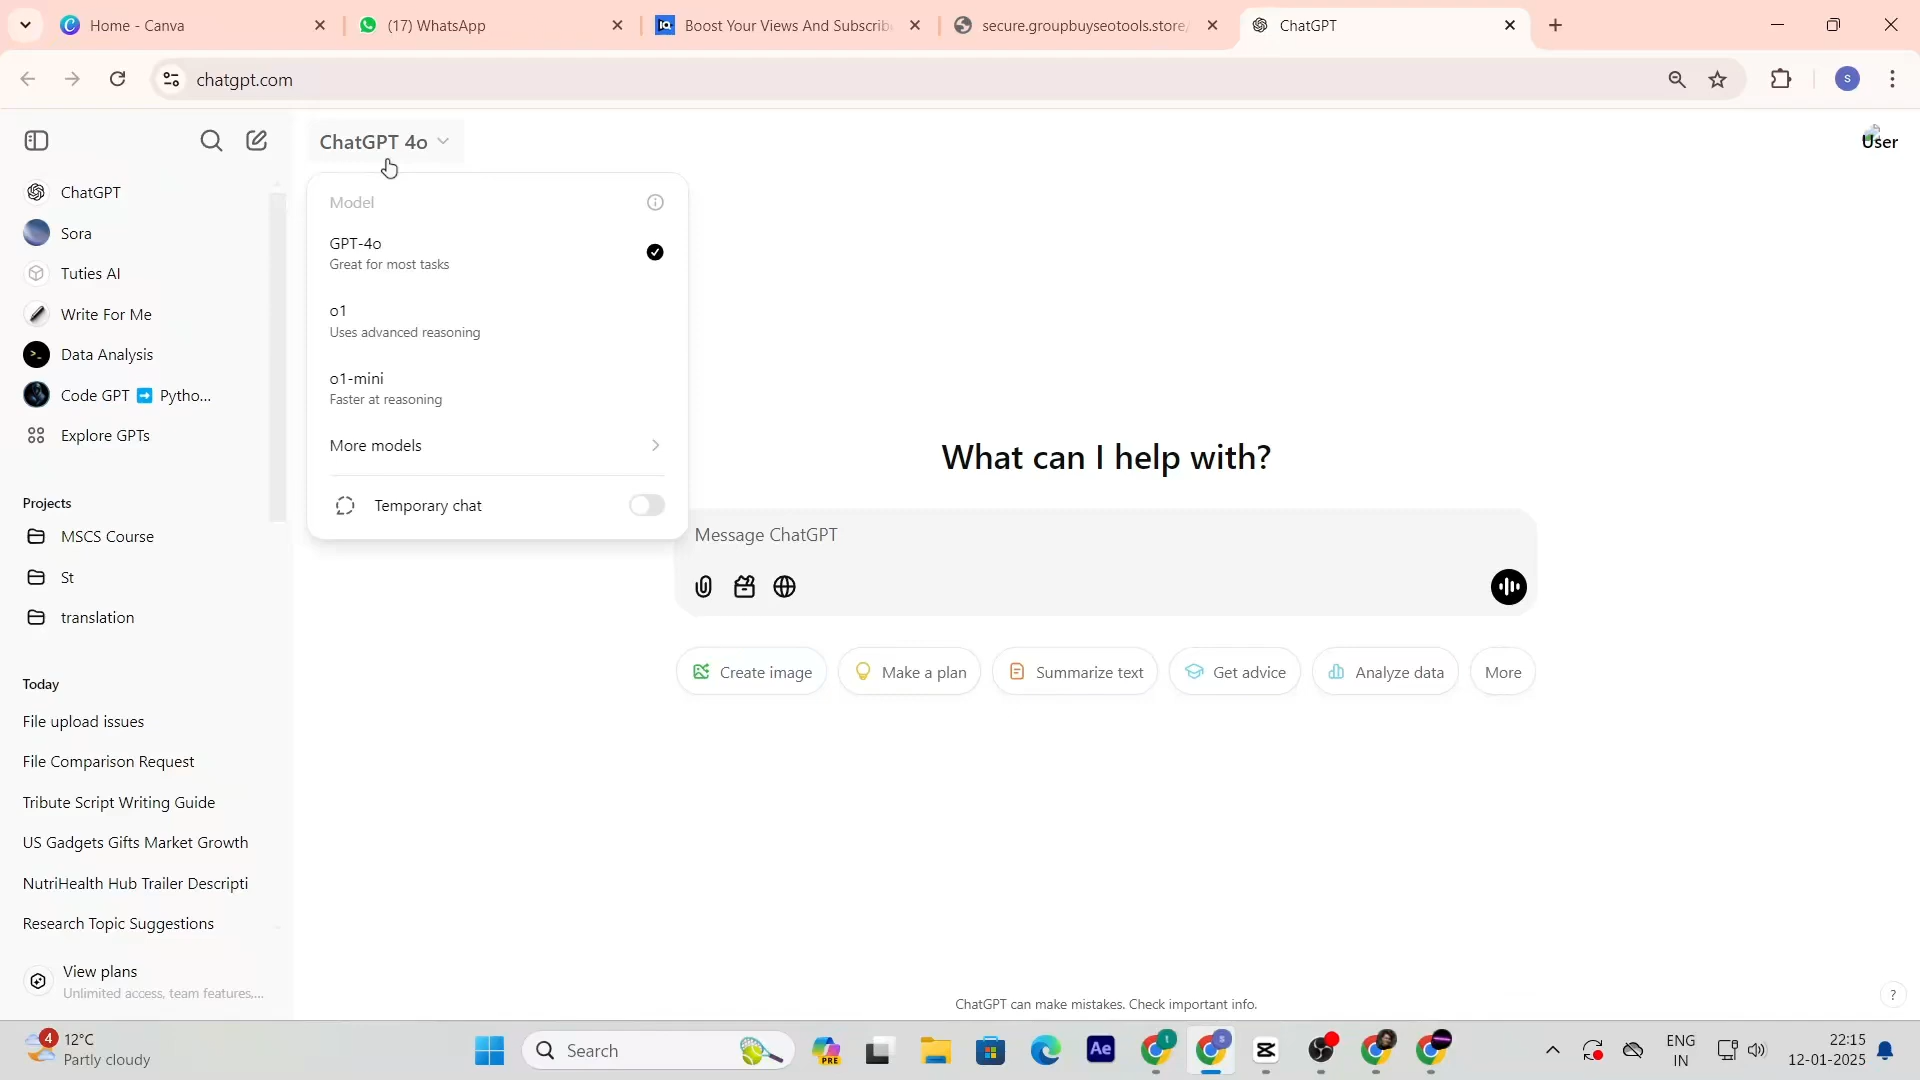 Home - Canva
(17) WhatsApp
Boost Your Views And Subscrib
secure.groupbuyseotools.store/
ChatGPT
chatgpt.com
S
ChatGPT 4o
User
ChatGPT
Sora
Tuties AI
Write For Me
Data Analysis
Code GPT ➡️ Pytho...
Explore GPTs
Projects
MSCS Course
St
translation
Today
File upload issues
File Comparison Request
Tribute Script Writing Guide
US Gadgets Gifts Market Growth
NutriHealth Hub Trailer Descripti
Research Topic Suggestions
View plans
Unlimited access, team features,...
Model
GPT-4o
Great for most tasks
o1
Uses advanced reasoning
o1-mini
Faster at reasoning
More models
Temporary chat
What can I help with?
Message ChatGPT
Create image
Make a plan
Summarize text
Get advice
Analyze data
More
ChatGPT can make mistakes. Check important info.
?
4
12°C
Partly cloudy
Search
PRE
Ae
t
S
ENG
IN
22:15
12-01-2025